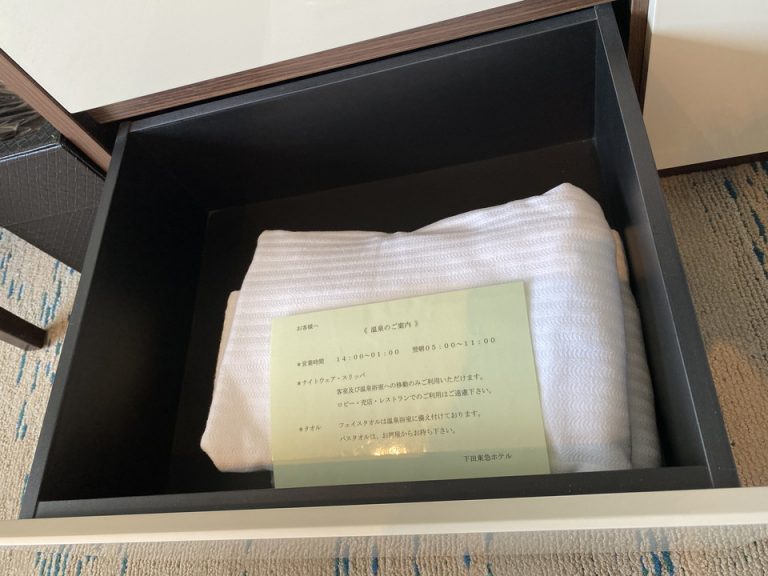 お客様へ
《 温泉のご案内 》
＊営業時間　14：00〜01：00　翌朝05：00〜11：00
＊ナイトウェア・スリッパ
客室及び温泉浴室への移動のみご利用いただけます。
ロビー・売店・レストランでのご利用はご遠慮下さい。
＊タオル　フェイスタオルは温泉浴室に備え付けております。
バスタオルは、お部屋からお持ち下さい。
下田東急ホテル